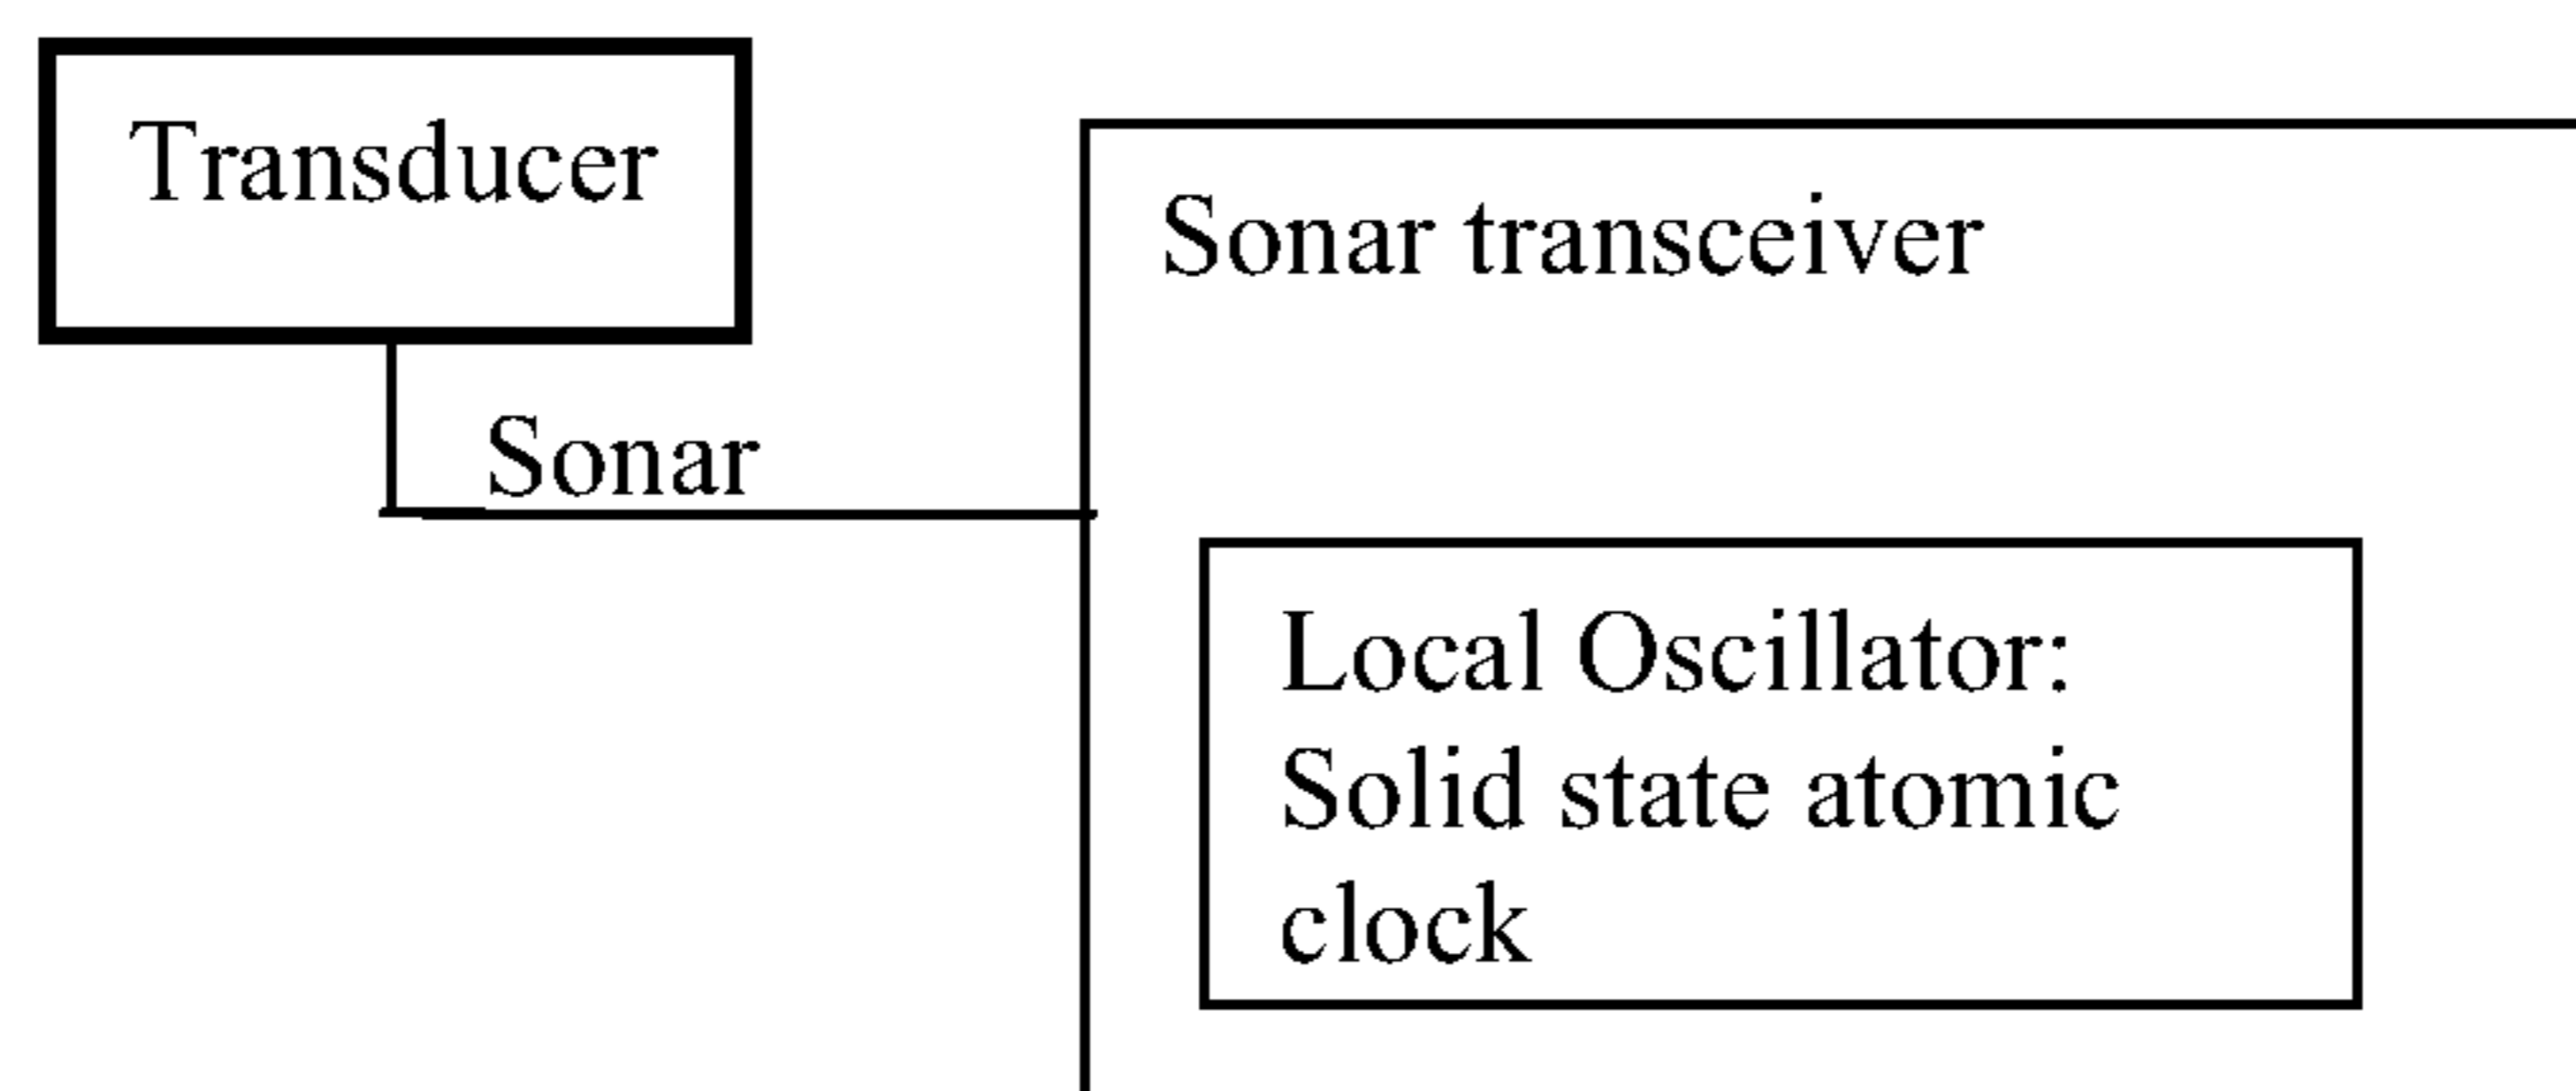 Transducer
Sonar transceiver
Sonar
Local Oscillator:
Solid state atomic
clock